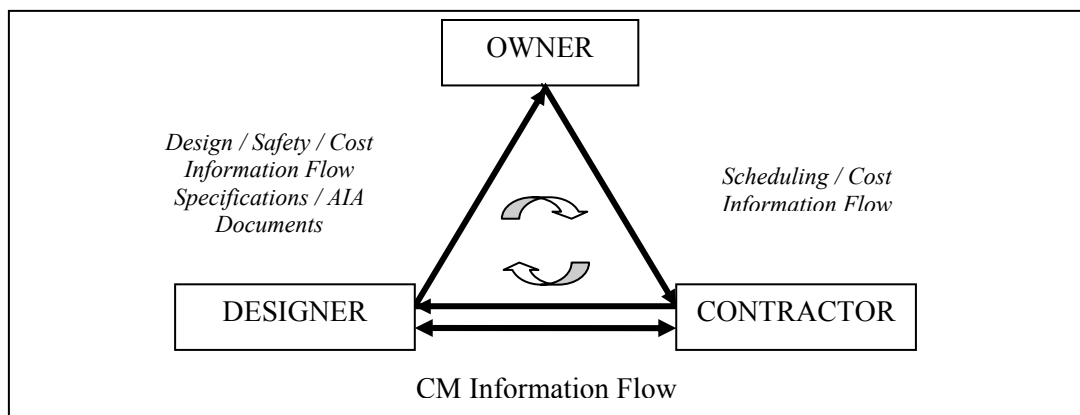 OWNER
Design / Safety / Cost
Information Flow
Specifications / AIA
Documents
Scheduling / Cost
Information Flow
DESIGNER
CONTRACTOR
CM Information Flow